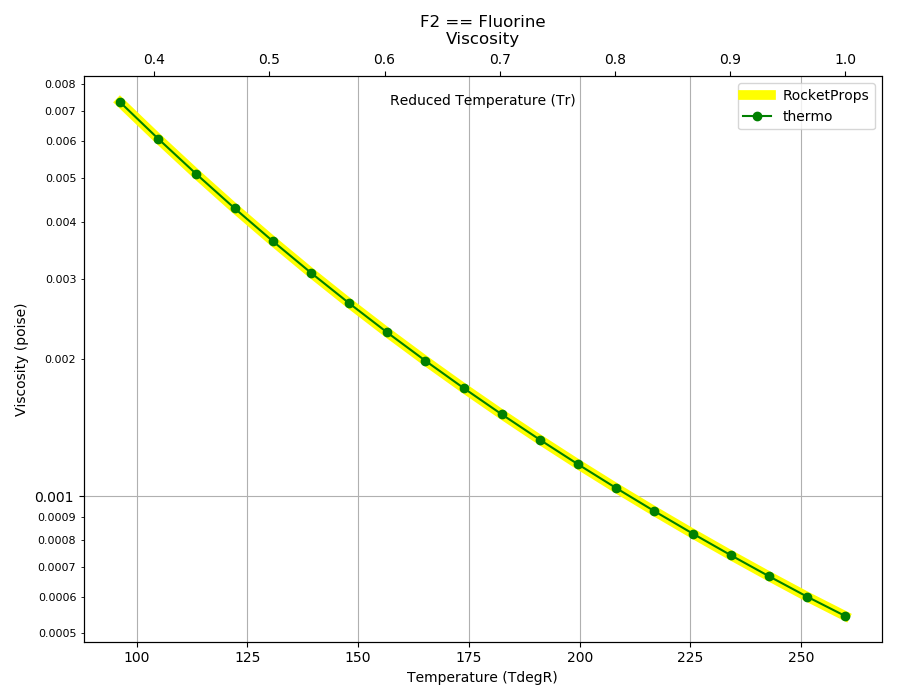 F2 == Fluorine
Viscosity
0.4 0.5 0.6 0.7 0.8 0.9 1.0
Reduced Temperature (Tr)
RocketProps
thermo
0.008
0.007
0.006
0.005
0.004
0.003
0.002
0.001
0.0009
0.0008
0.0007
0.0006
0.0005
Viscosity (poise)
100 125 150 175 200 225 250
Temperature (TdegR)